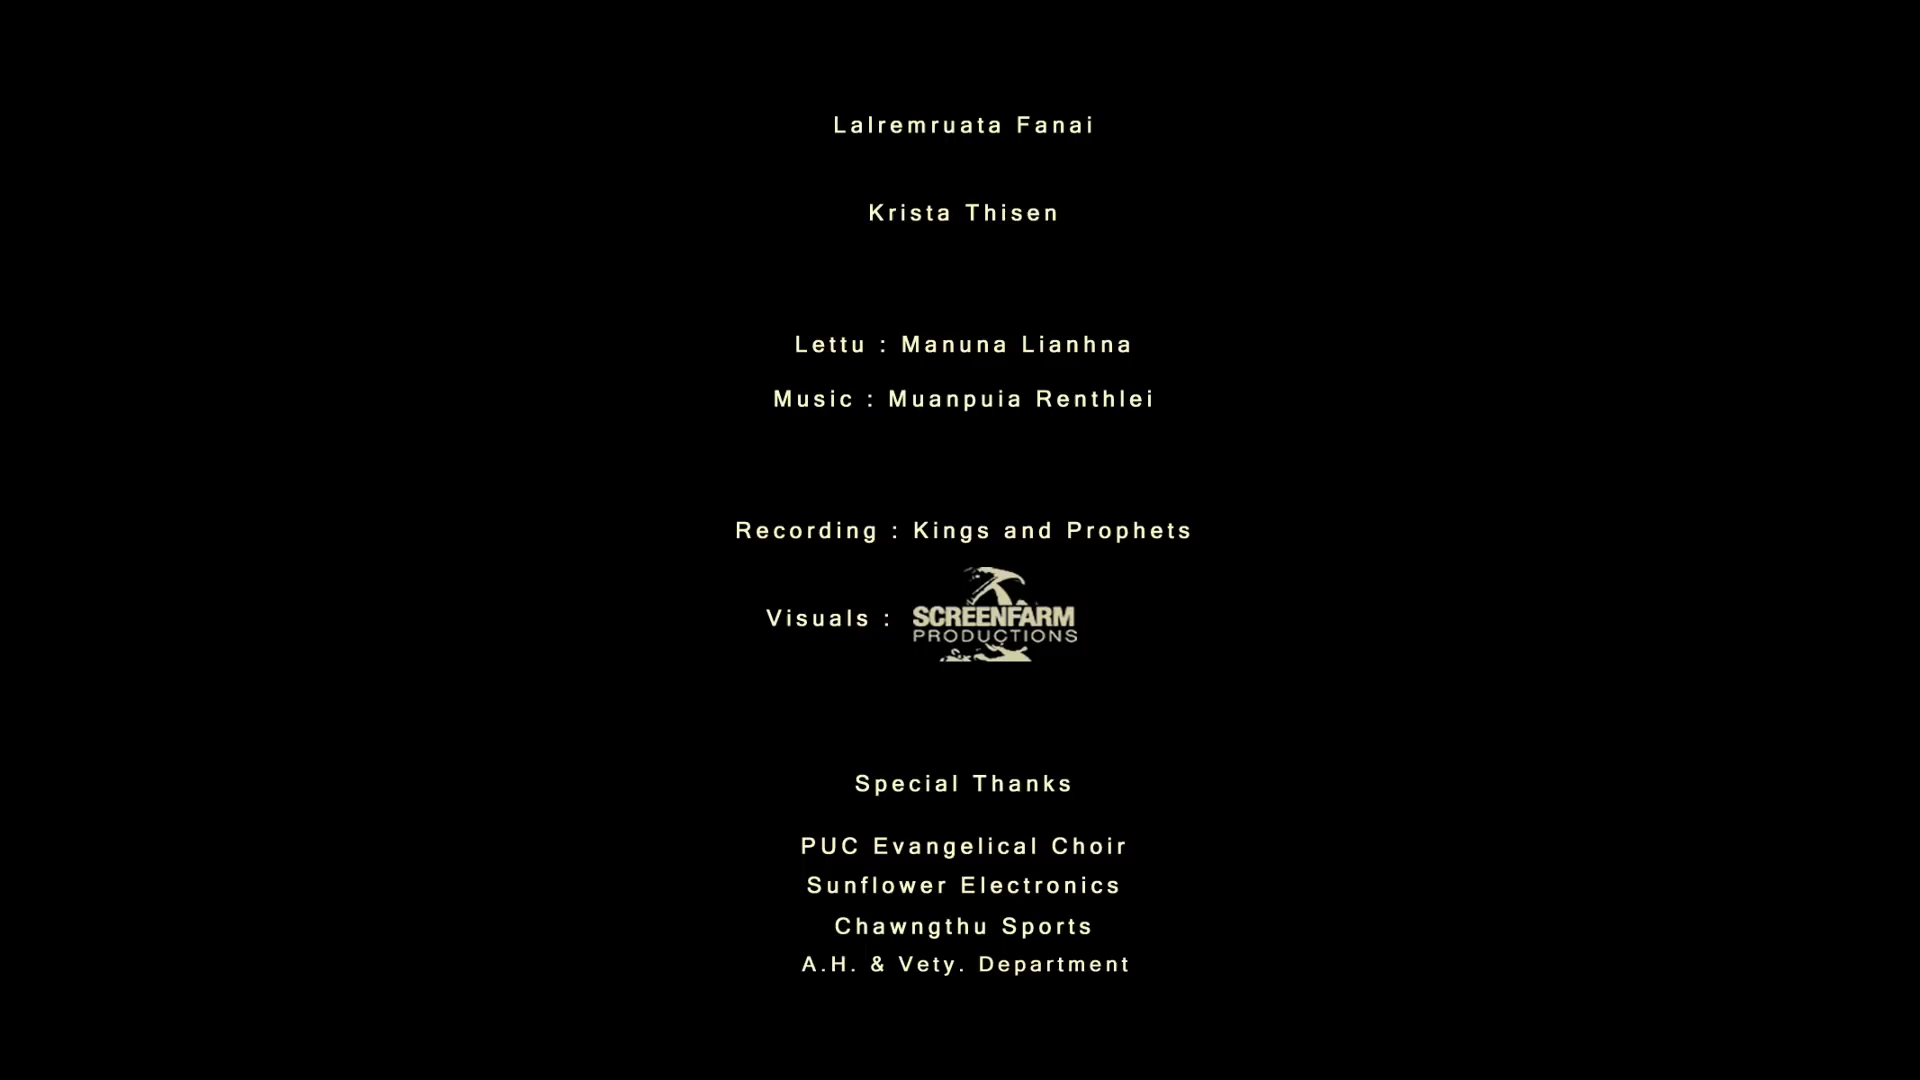 Lalremruata Fanai
Krista Thisen
Lettu : Manuna Lianhna
Music : Muanpuia Renthlei
Recording : Kings and Prophets
Visuals : SCREENFARM
PRODUCTIONS
Special Thanks
PUC Evangelical Choir
Sunflower Electronics
Chawngthu Sports
A.H. & Vety. Department